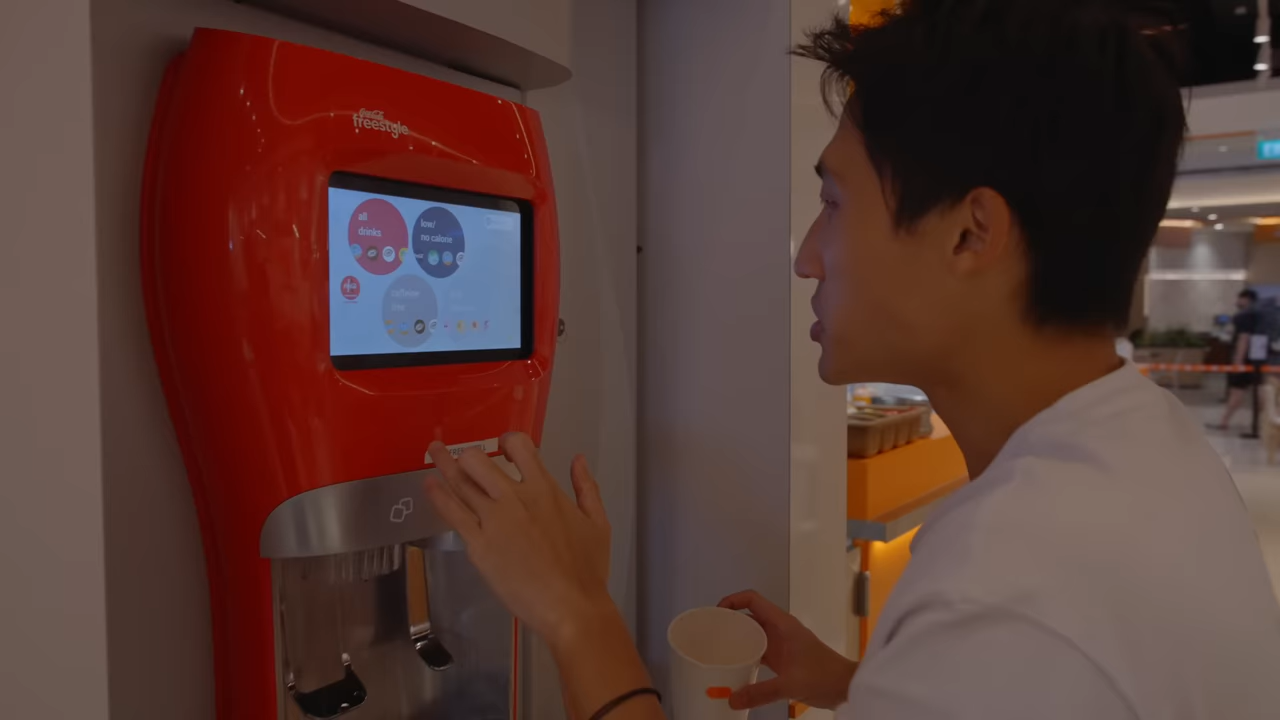 Coca-Cola
freestyle
all
drinks
low/
no calorie
caffeine
free